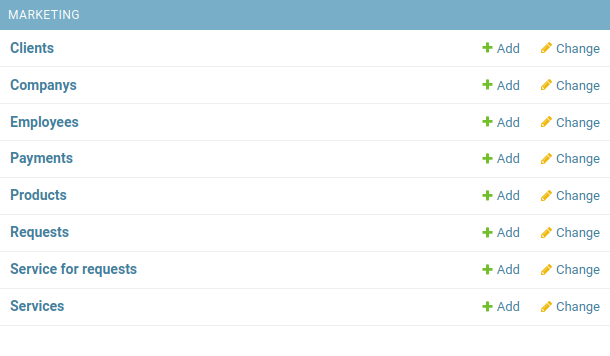 MARKETING
Clients Add Change
Companys Add Change
Employees Add Change
Payments Add Change
Products Add Change
Requests Add Change
Service for requests Add Change
Services Add Change